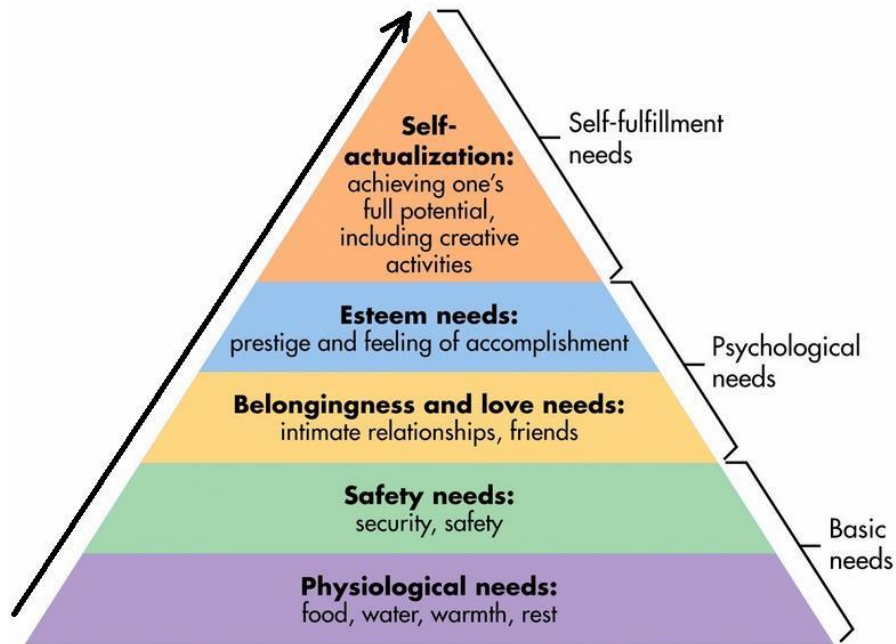 Self-
actualization:
achieving one's
full potential,
including creative
activities
Self-fulfillment
needs
Esteem needs:
prestige and feeling of accomplishment
Psychological
needs
Belongingness and love needs:
intimate relationships, friends
Safety needs:
security, safety
Basic
needs
Physiological needs:
food, water, warmth, rest